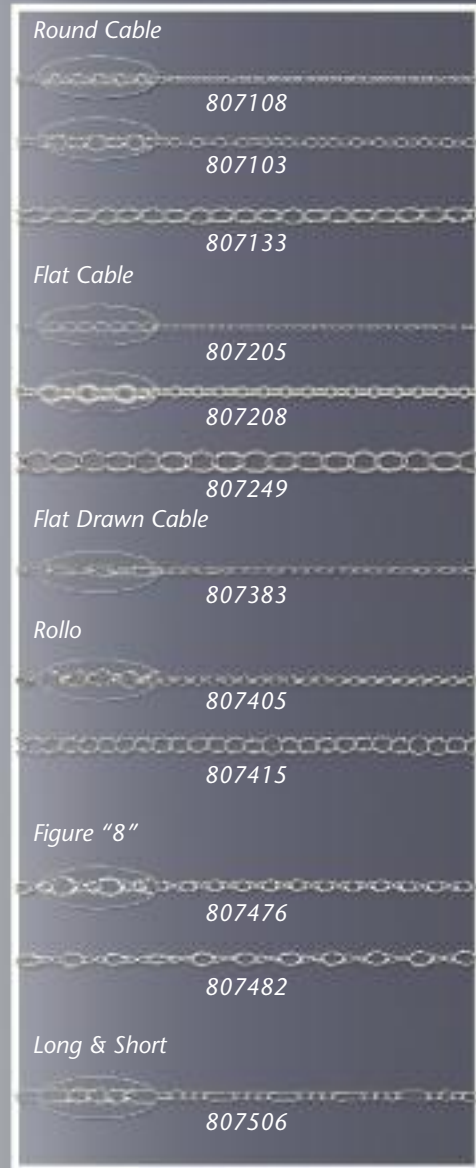 Round Cable
807108
807103
807133
Flat Cable
807205
807208
807249
Flat Drawn Cable
807383
Rollo
807405
807415
Figure "8"
807476
807482
Long & Short
807506